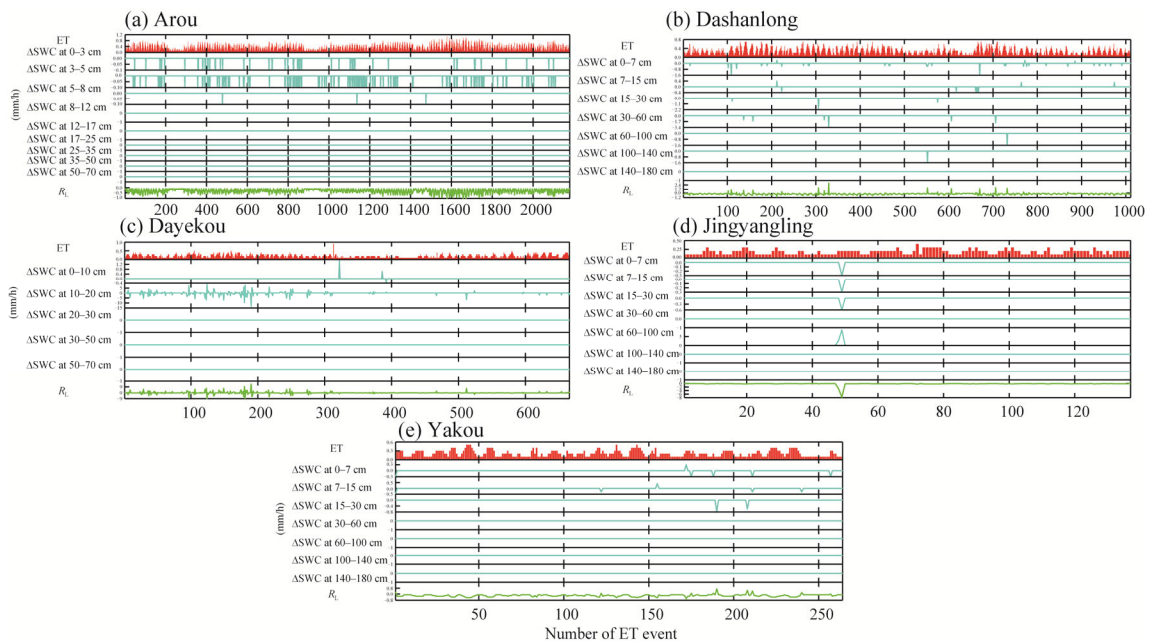 (a) Arou
ET
ΔSWC at 0–3 cm
ΔSWC at 3–5 cm
ΔSWC at 5–8 cm
ΔSWC at 8–12 cm
ΔSWC at 12–17 cm
ΔSWC at 17–25 cm
ΔSWC at 25–35 cm
ΔSWC at 35–50 cm
ΔSWC at 50–70 cm
R_L
(mm/h)
200 400 600 800 1000 1200 1400 1600 1800 2000
(b) Dashanlong
ET
ΔSWC at 0–7 cm
ΔSWC at 7–15 cm
ΔSWC at 15–30 cm
ΔSWC at 30–60 cm
ΔSWC at 60–100 cm
ΔSWC at 100–140 cm
ΔSWC at 140–180 cm
R_L
100 200 300 400 500 600 700 800 900 1000
(c) Dayekou
ET
ΔSWC at 0–10 cm
ΔSWC at 10–20 cm
ΔSWC at 20–30 cm
ΔSWC at 30–50 cm
ΔSWC at 50–70 cm
R_L
(mm/h)
100 200 300 400 500 600
(d) Jingyangling
ET
ΔSWC at 0–7 cm
ΔSWC at 7–15 cm
ΔSWC at 15–30 cm
ΔSWC at 30–60 cm
ΔSWC at 60–100 cm
ΔSWC at 100–140 cm
ΔSWC at 140–180 cm
R_L
20 40 60 80 100 120
(e) Yakou
ET
ΔSWC at 0–7 cm
ΔSWC at 7–15 cm
ΔSWC at 15–30 cm
ΔSWC at 30–60 cm
ΔSWC at 60–100 cm
ΔSWC at 100–140 cm
ΔSWC at 140–180 cm
R_L
(mm/h)
50 100 150 200 250
Number of ET event